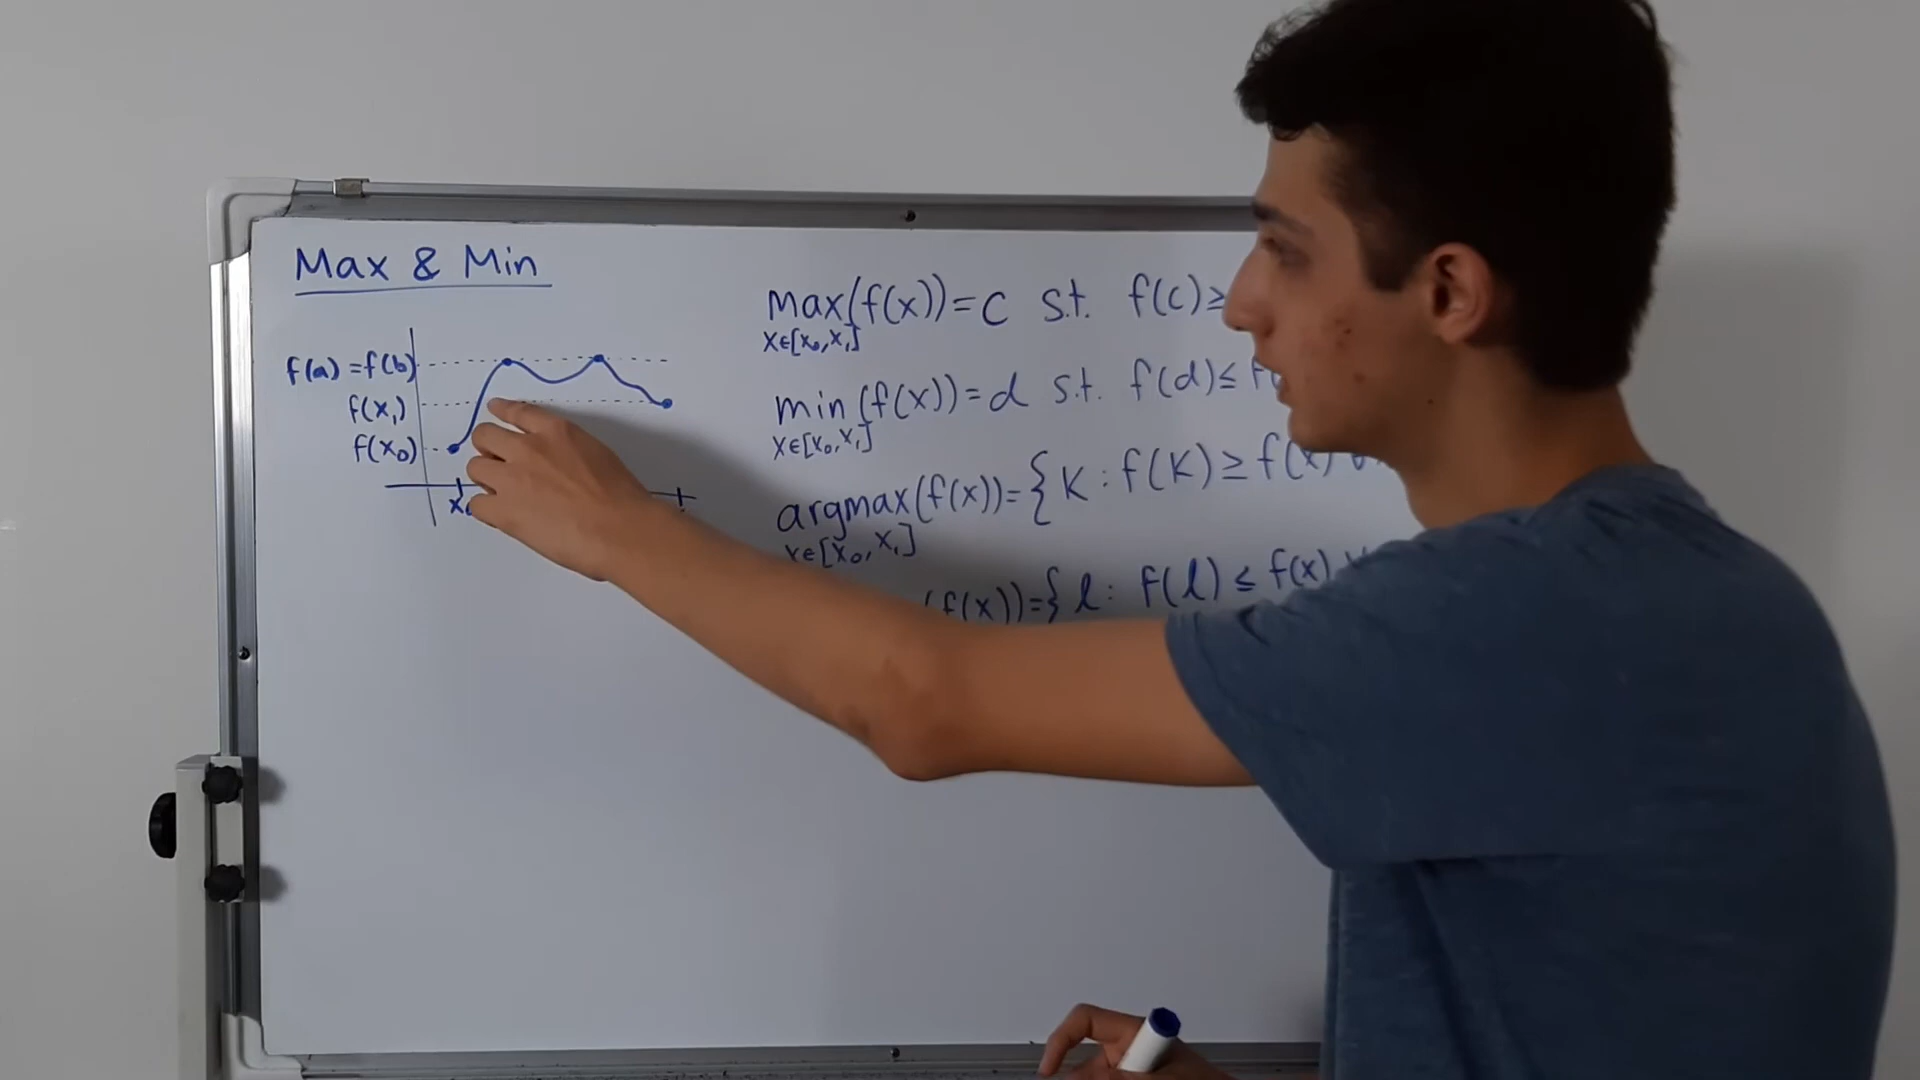 Max & Min
f(a) = f(b)
f(x₁)
f(x₀)
max(f(x)) = c s.t. f(c) ≥
x∈[x₀,x₁]
min(f(x)) = d s.t. f(d) ≤
x∈[x₀,x₁]
argmax(f(x)) = { K : f(K) ≥ f(x)
x∈[x₀,x₁]
(f(x)) = { l : f(l) ≤ f(x)